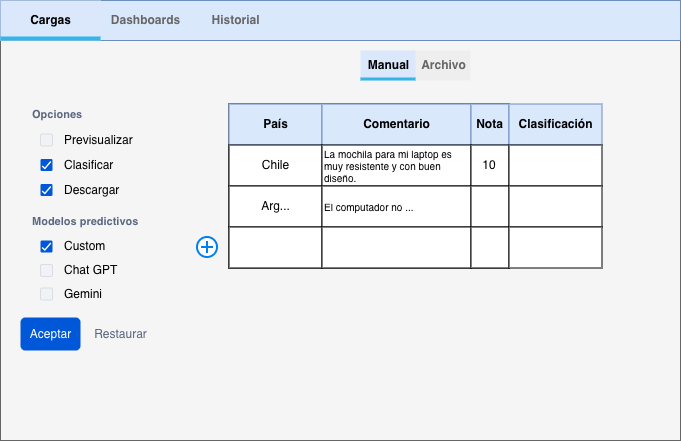 Cargas Dashboards Historial
Manual Archivo
Opciones
Previsualizar
Clasificar
Descargar
Modelos predictivos
Custom
Chat GPT
Gemini
Aceptar Restaurar
País Comentario Nota Clasificación
Chile
La mochila para mi laptop es
muy resistente y con buen
diseño.
10
Arg...
El computador no ...